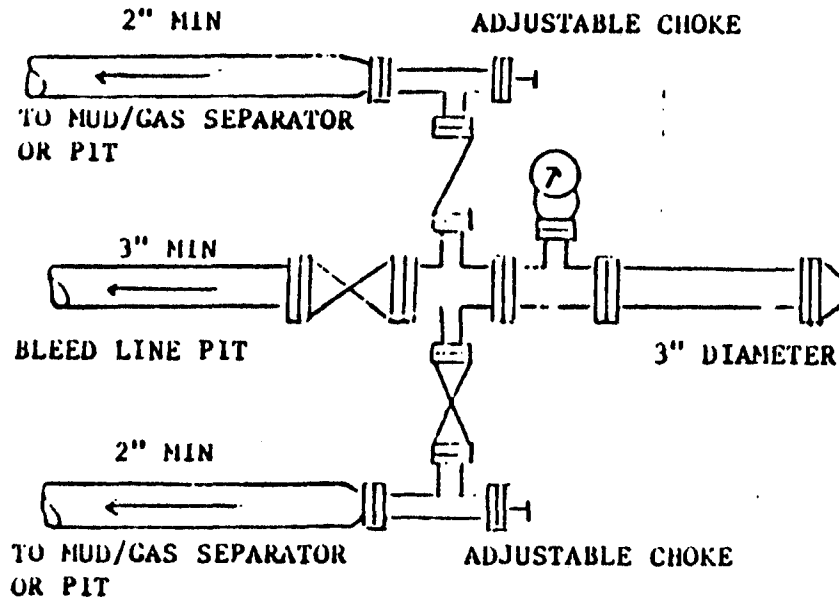 2" MIN
ADJUSTABLE CHOKE
TO MUD/GAS SEPARATOR
OR PIT
3" MIN
BLEED LINE PIT
3" DIAMETER
2" MIN
TO MUD/GAS SEPARATOR
OR PIT
ADJUSTABLE CHOKE